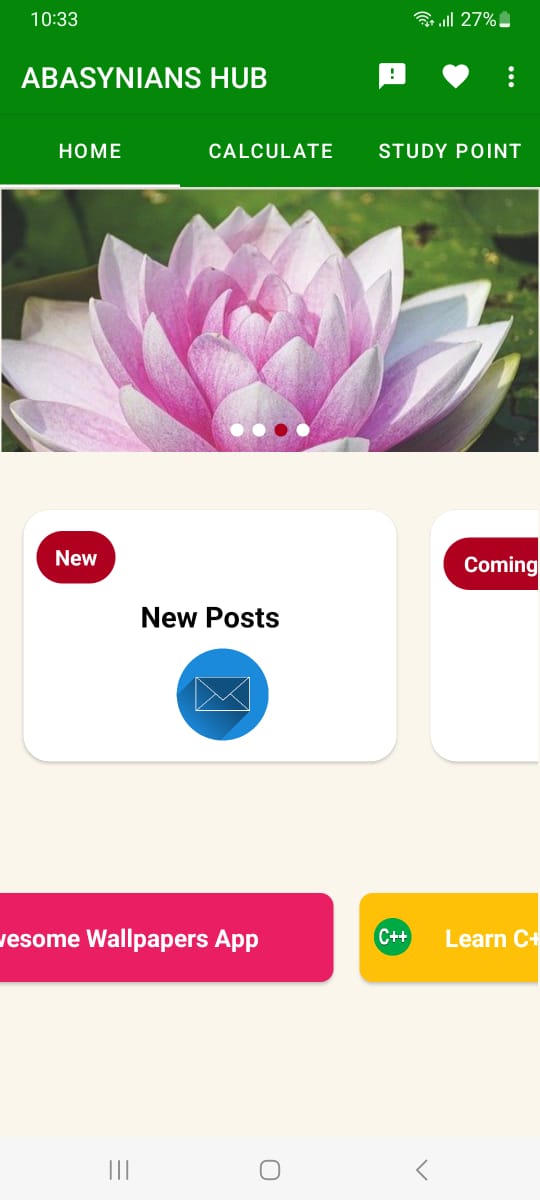 10:33 27%
ABASYNIANS HUB
HOME CALCULATE STUDY POINT
New
Coming
New Posts
wesome Wallpapers App
C++ Learn C+